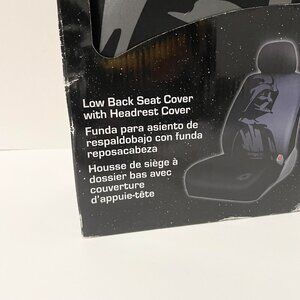 Low Back Seat Cover
with Headrest Cover
Funda para asiento de
respaldobajo con funda
reposacabeza
Housse de siège à
dossier bas avec
couverture
d'appuie-tête